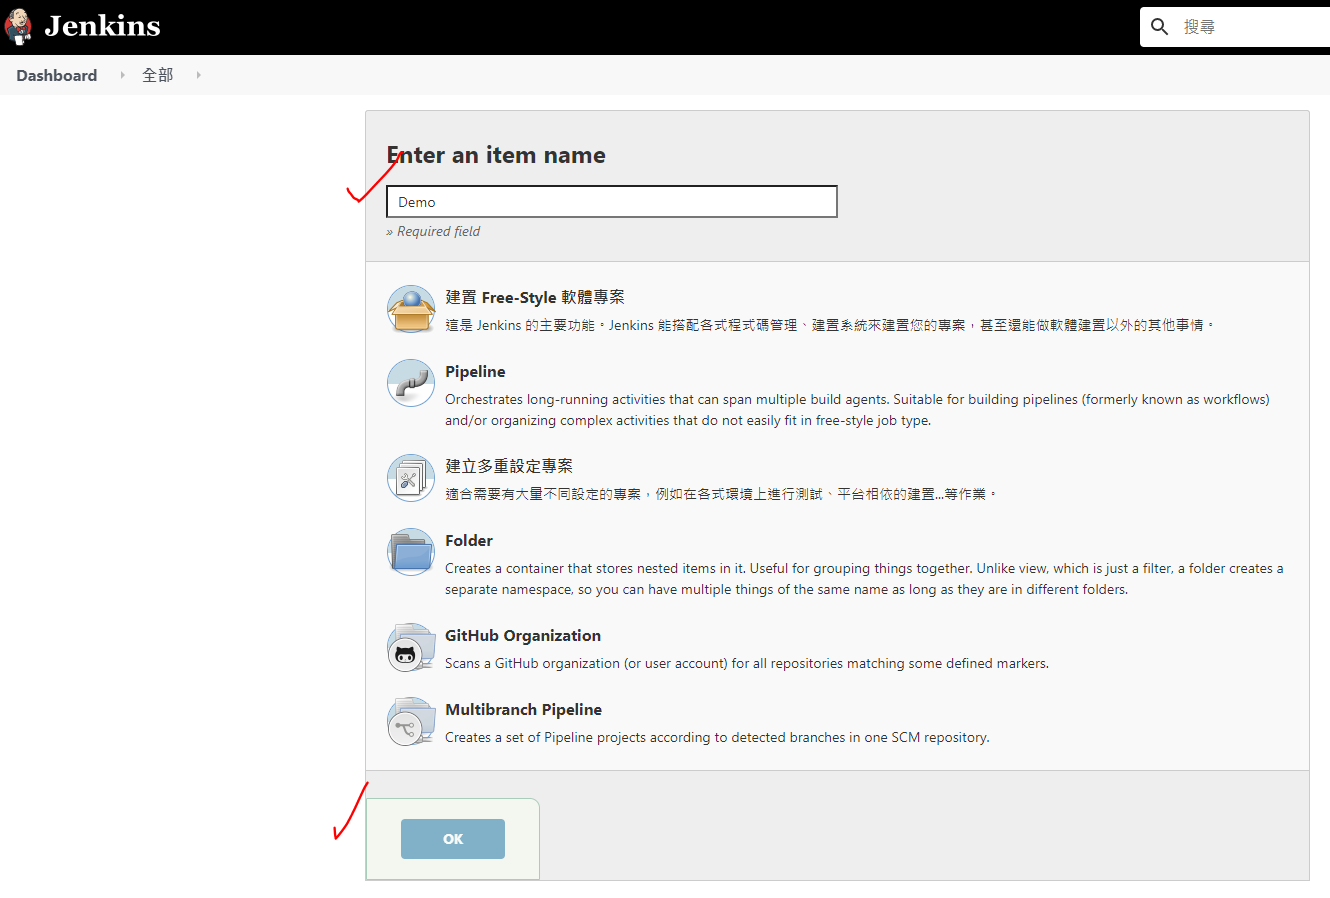 Jenkins
搜尋
Dashboard
全部
Enter an item name
Demo
» Required field
建置 Free-Style 軟體專案
這是 Jenkins 的主要功能。Jenkins 能搭配各式程式碼管理、建置系統來建置您的專案，甚至還能做軟體建置以外的其他事情。
Pipeline
Orchestrates long-running activities that can span multiple build agents. Suitable for building pipelines (formerly known as workflows)
and/or organizing complex activities that do not easily fit in free-style job type.
建立多重設定專案
適合需要有大量不同設定的專案，例如在各式環境上進行測試、平台相依的建置...等作業。
Folder
Creates a container that stores nested items in it. Useful for grouping things together. Unlike view, which is just a filter, a folder creates a
separate namespace, so you can have multiple things of the same name as long as they are in different folders.
GitHub Organization
Scans a GitHub organization (or user account) for all repositories matching some defined markers.
Multibranch Pipeline
Creates a set of Pipeline projects according to detected branches in one SCM repository.
OK